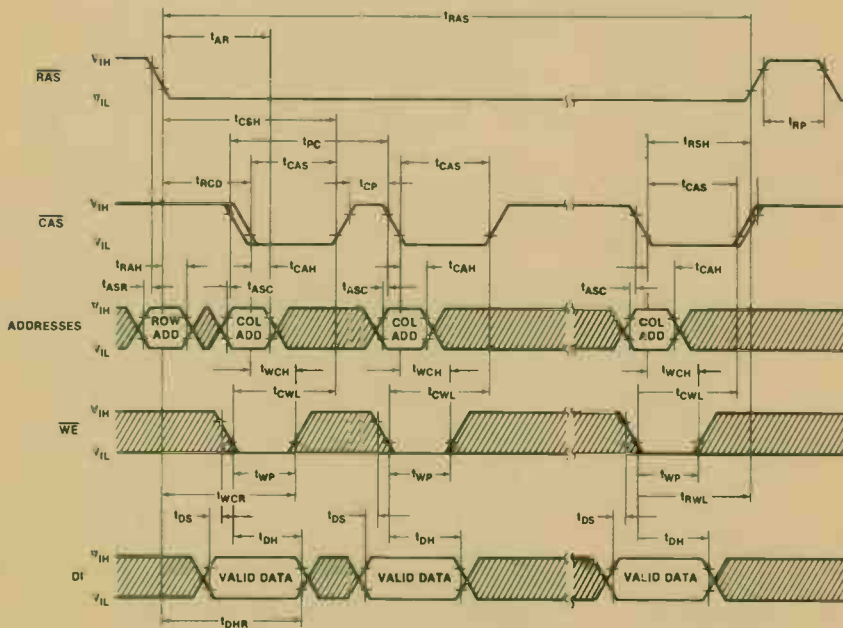 tRAS
tAR
RAS
VIH
VIL
tCSH
tRP
tPC
tRSH
tCAS
tCAS
tRCD
tCP
tCAS
CAS
VIH
VIL
tRAH
tCAH
tCAH
tCAH
tASR
tASC
tASC
tASC
ADDRESSES
VIH
VIL
ROW ADD
COL ADD
COL ADD
COL ADD
tWCH
tWCH
tWCH
tCWL
tCWL
tCWL
WE
VIH
VIL
tWP
tWP
tWP
tWCR
tRWL
tDS
tDS
tDS
tDH
tDH
tDH
DI
VIH
VIL
VALID DATA
VALID DATA
VALID DATA
tDHR